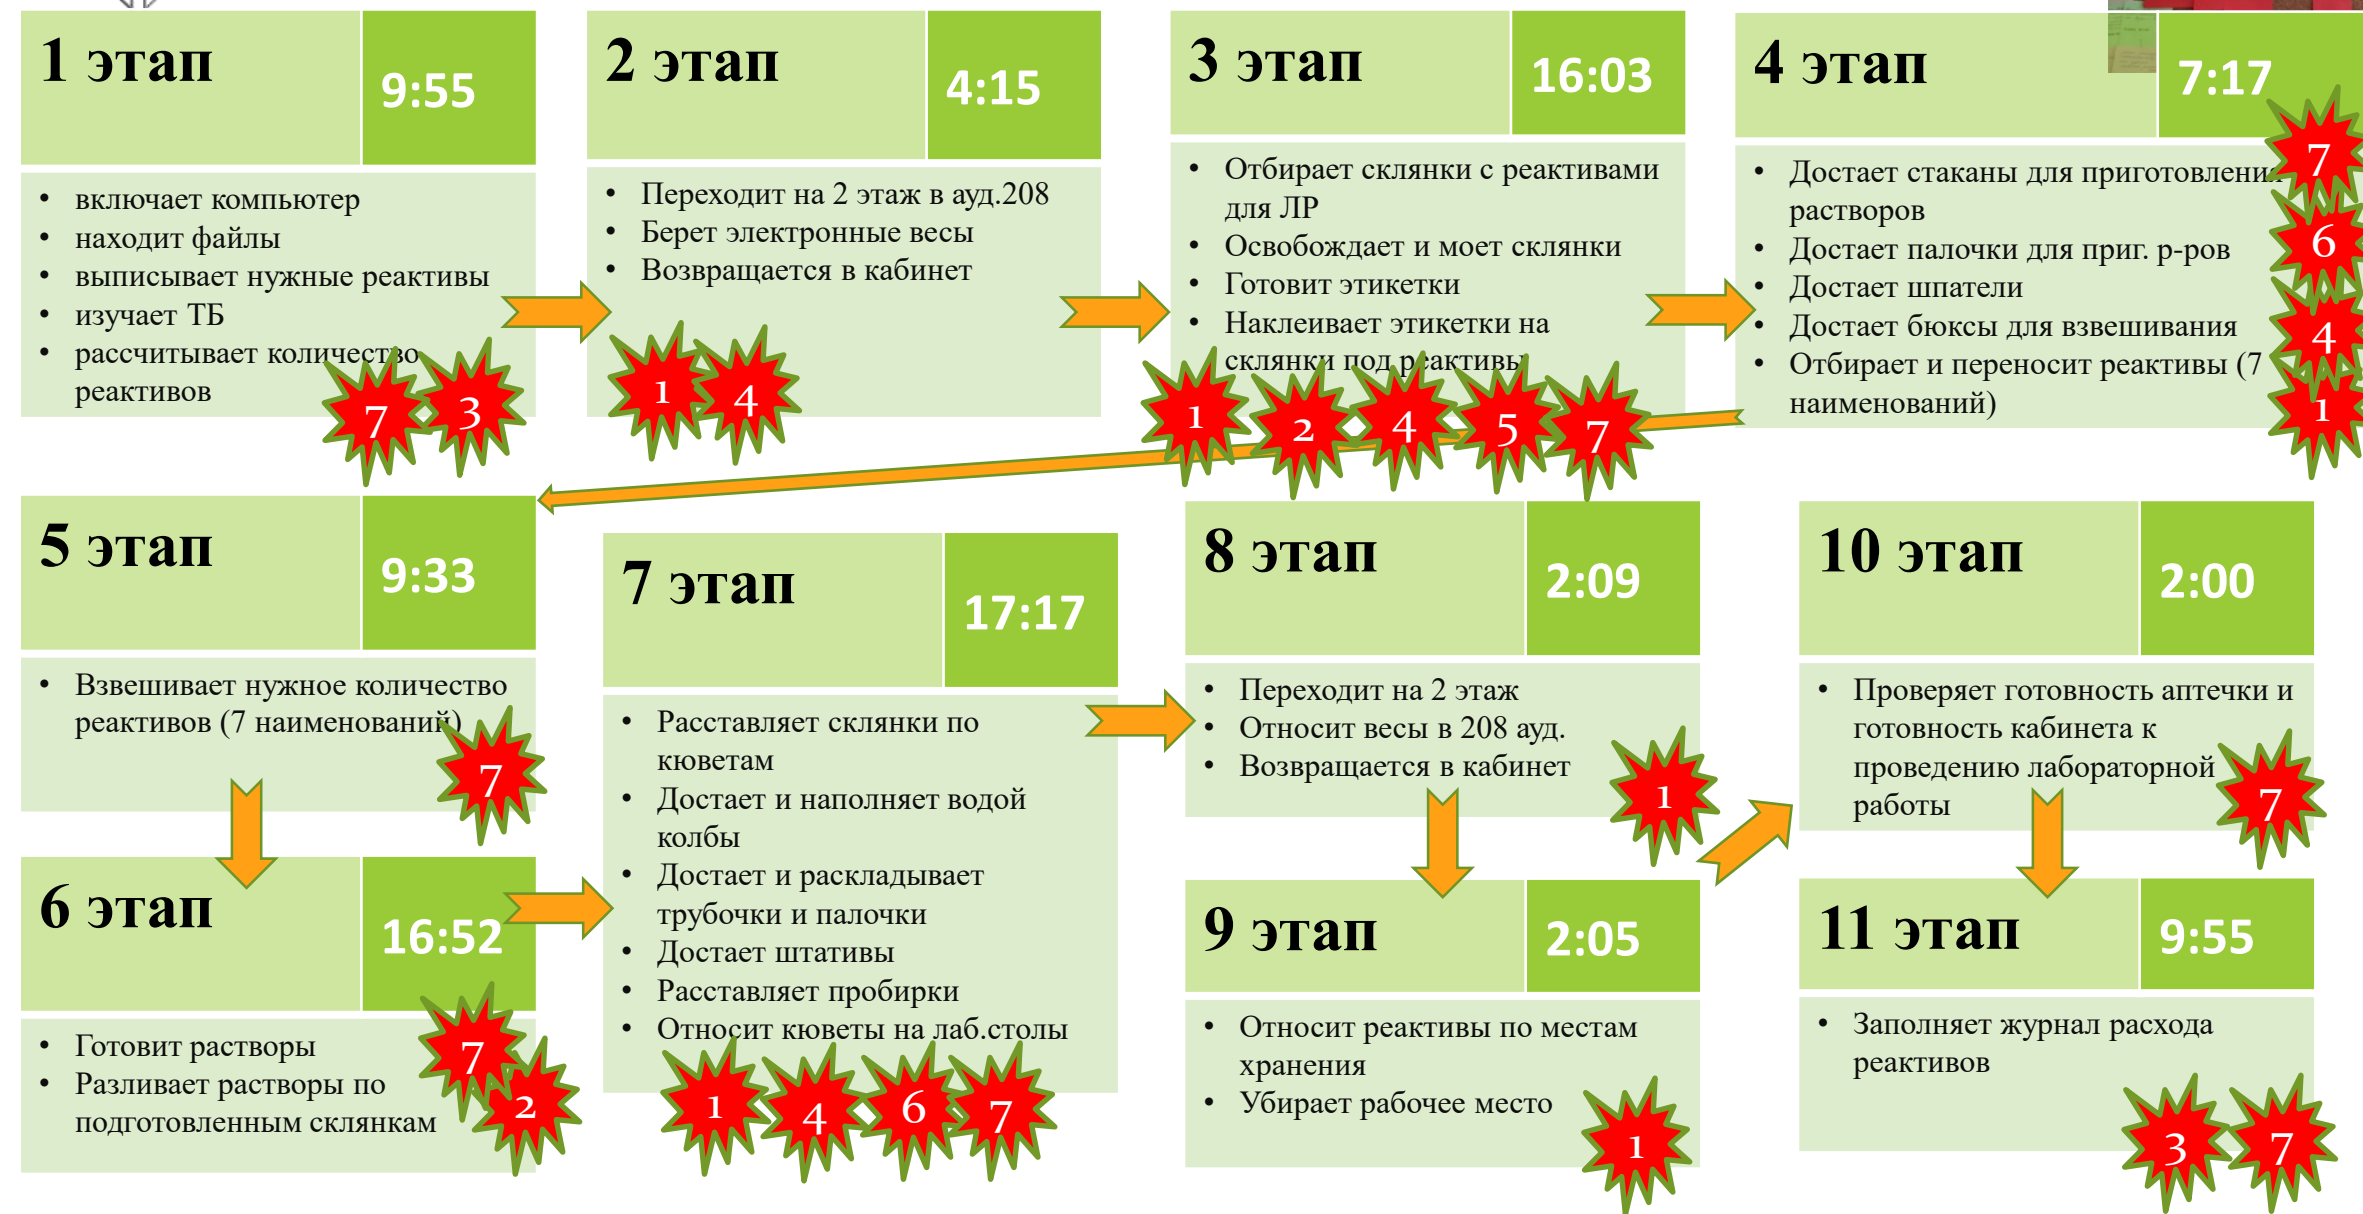 1 этап
9:55
• включает компьютер
• находит файлы
• выписывает нужные реактивы
• изучает ТБ
• рассчитывает количество
реактивов
7
3
2 этап
4:15
• Переходит на 2 этаж в ауд.208
• Берет электронные весы
• Возвращается в кабинет
1
4
3 этап
16:03
• Отбирает склянки с реактивами
для ЛР
• Освобождает и моет склянки
• Готовит этикетки
• Наклеивает этикетки на
склянки под реактивы
1
2
4
5
7
4 этап
7:17
• Достает стаканы для приготовления
растворов
• Достает палочки для приг. р-ров
• Достает шпатели
• Достает бюксы для взвешивания
• Отбирает и переносит реактивы (7
наименований)
7
6
4
1
5 этап
9:33
• Взвешивает нужное количество
реактивов (7 наименований)
7
6 этап
16:52
• Готовит растворы
• Разливает растворы по
подготовленным склянкам
7
2
7 этап
17:17
• Расставляет склянки по
кюветам
• Достает и наполняет водой
колбы
• Достает и раскладывает
трубочки и палочки
• Достает штативы
• Расставляет пробирки
• Относит кюветы на лаб.столы
1
4
6
7
8 этап
2:09
• Переходит на 2 этаж
• Относит весы в 208 ауд.
• Возвращается в кабинет
1
9 этап
2:05
• Относит реактивы по местам
хранения
• Убирает рабочее место
1
10 этап
2:00
• Проверяет готовность аптечки и
готовность кабинета к
проведению лабораторной
работы
7
11 этап
9:55
• Заполняет журнал расхода
реактивов
3
7